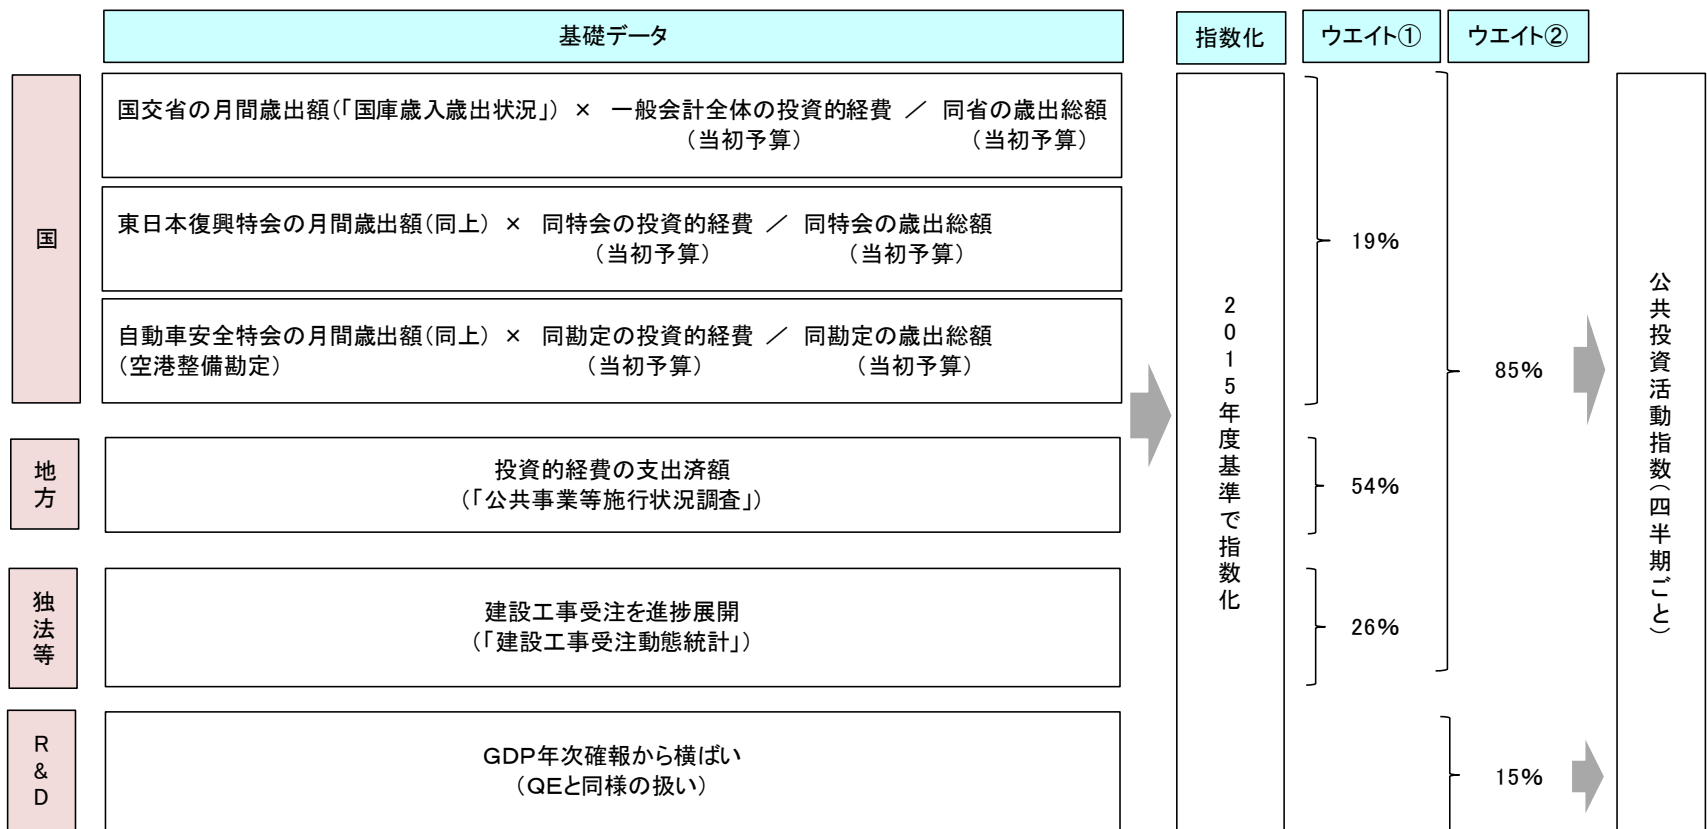 基礎データ
指数化
ウエイト①
ウエイト②
国
国交省の月間歳出額(「国庫歳入歳出状況」) × 一般会計全体の投資的経費 ／ 同省の歳出総額
(当初予算) (当初予算)
東日本復興特会の月間歳出額(同上) × 同特会の投資的経費 ／ 同特会の歳出総額
(当初予算) (当初予算)
自動車安全特会の月間歳出額(同上) × 同勘定の投資的経費 ／ 同勘定の歳出総額
(空港整備勘定) (当初予算) (当初予算)
地方
投資的経費の支出済額
(「公共事業等施行状況調査」)
独法等
建設工事受注を進捗展開
(「建設工事受注動態統計」)
R&D
GDP年次確報から横ばい
(QEと同様の扱い)
2015年度基準で指数化
19%
54%
26%
85%
15%
公共投資活動指数(四半期ごと)